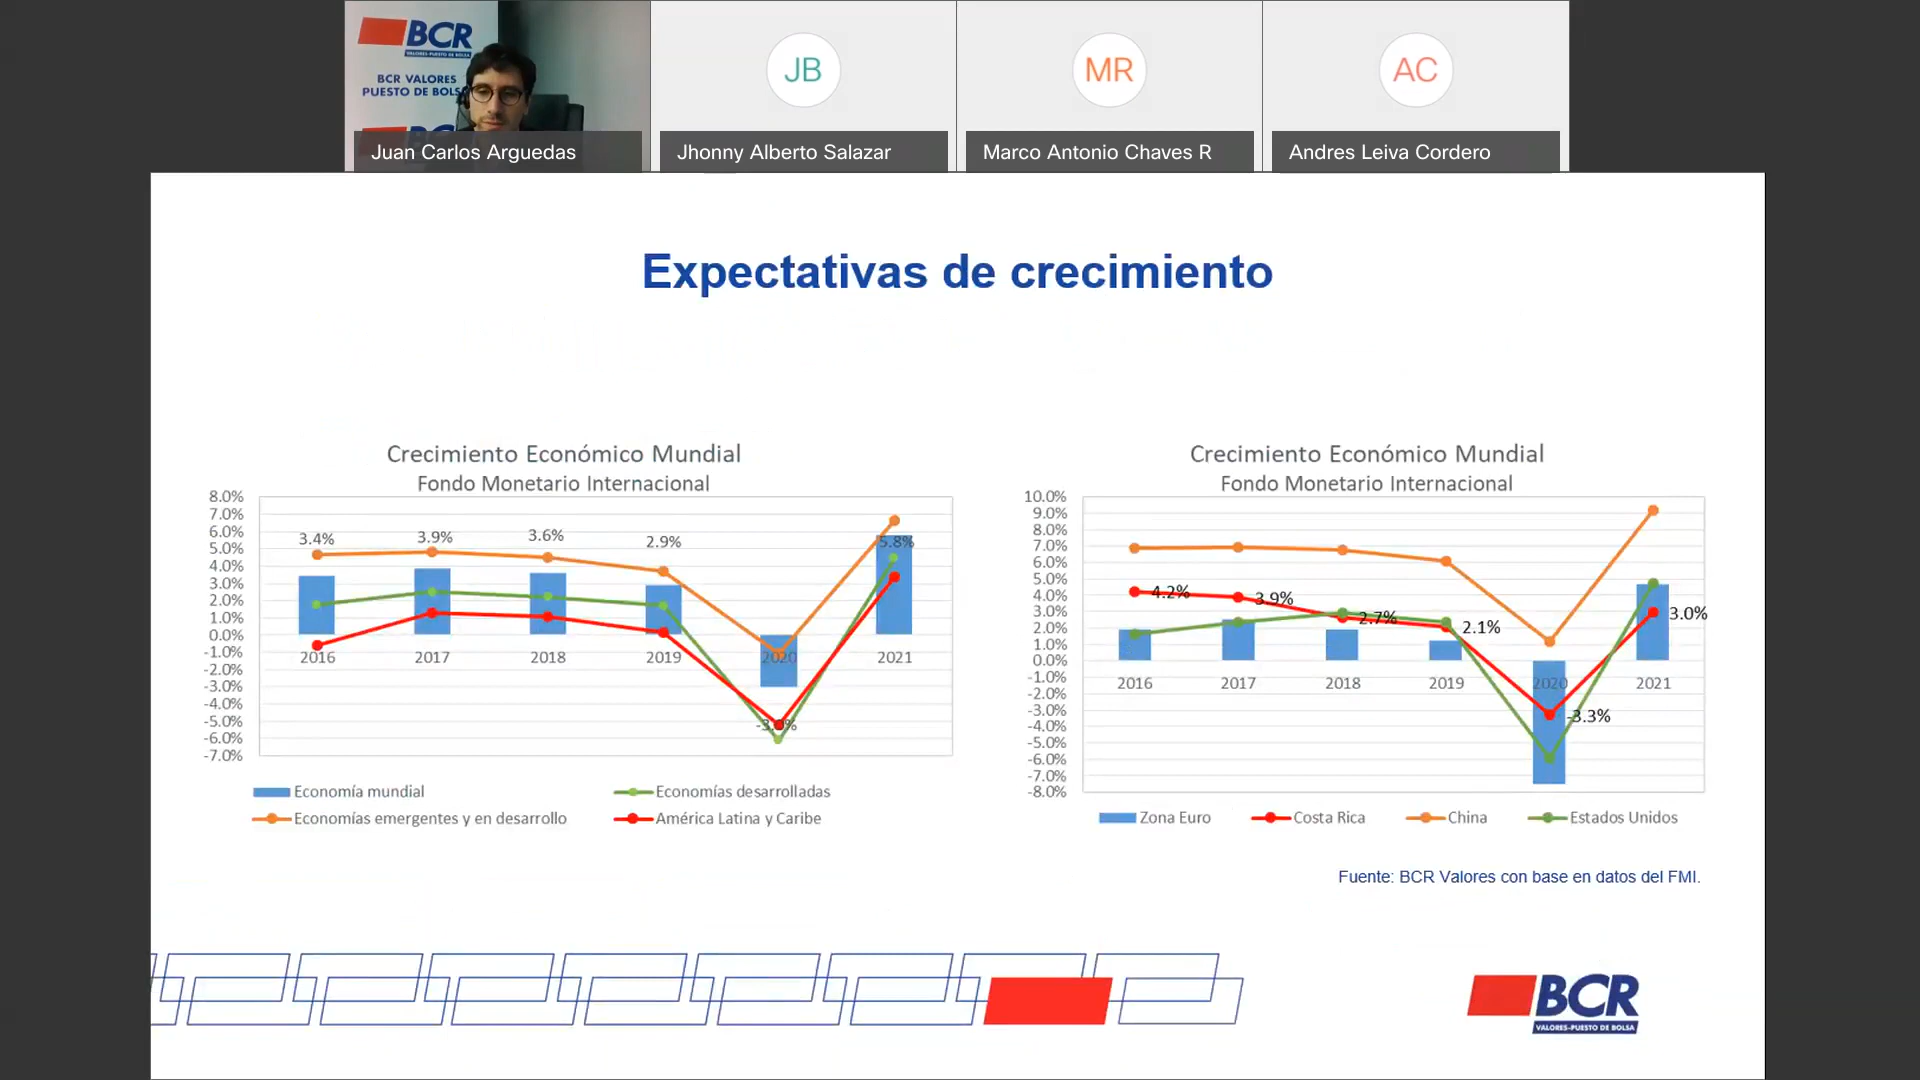 BCR
VALORES-PUESTO DE BOLSA
BCR VALORES
PUESTO DE BOLS
JB
MR
AC
Juan Carlos Arguedas
Jhonny Alberto Salazar
Marco Antonio Chaves R
Andres Leiva Cordero
Expectativas de crecimiento
Crecimiento Económico Mundial
Fondo Monetario Internacional
8.0%
7.0%
6.0%
5.0%
4.0%
3.0%
2.0%
1.0%
0.0%
-1.0%
-2.0%
-3.0%
-4.0%
-5.0%
-6.0%
-7.0%
3.4%
3.9%
3.6%
2.9%
5.8%
2016
2017
2018
2019
2020
2021
Economía mundial
Economías desarrolladas
Economías emergentes y en desarrollo
América Latina y Caribe
Crecimiento Económico Mundial
Fondo Monetario Internacional
10.0%
9.0%
8.0%
7.0%
6.0%
5.0%
4.0%
3.0%
2.0%
1.0%
0.0%
-1.0%
-2.0%
-3.0%
-4.0%
-5.0%
-6.0%
-7.0%
-8.0%
4.2%
3.9%
2.7%
2.1%
-3.3%
3.0%
2016
2017
2018
2019
2020
2021
Zona Euro
Costa Rica
China
Estados Unidos
Fuente: BCR Valores con base en datos del FMI.
BCR
VALORES-PUESTO DE BOLSA